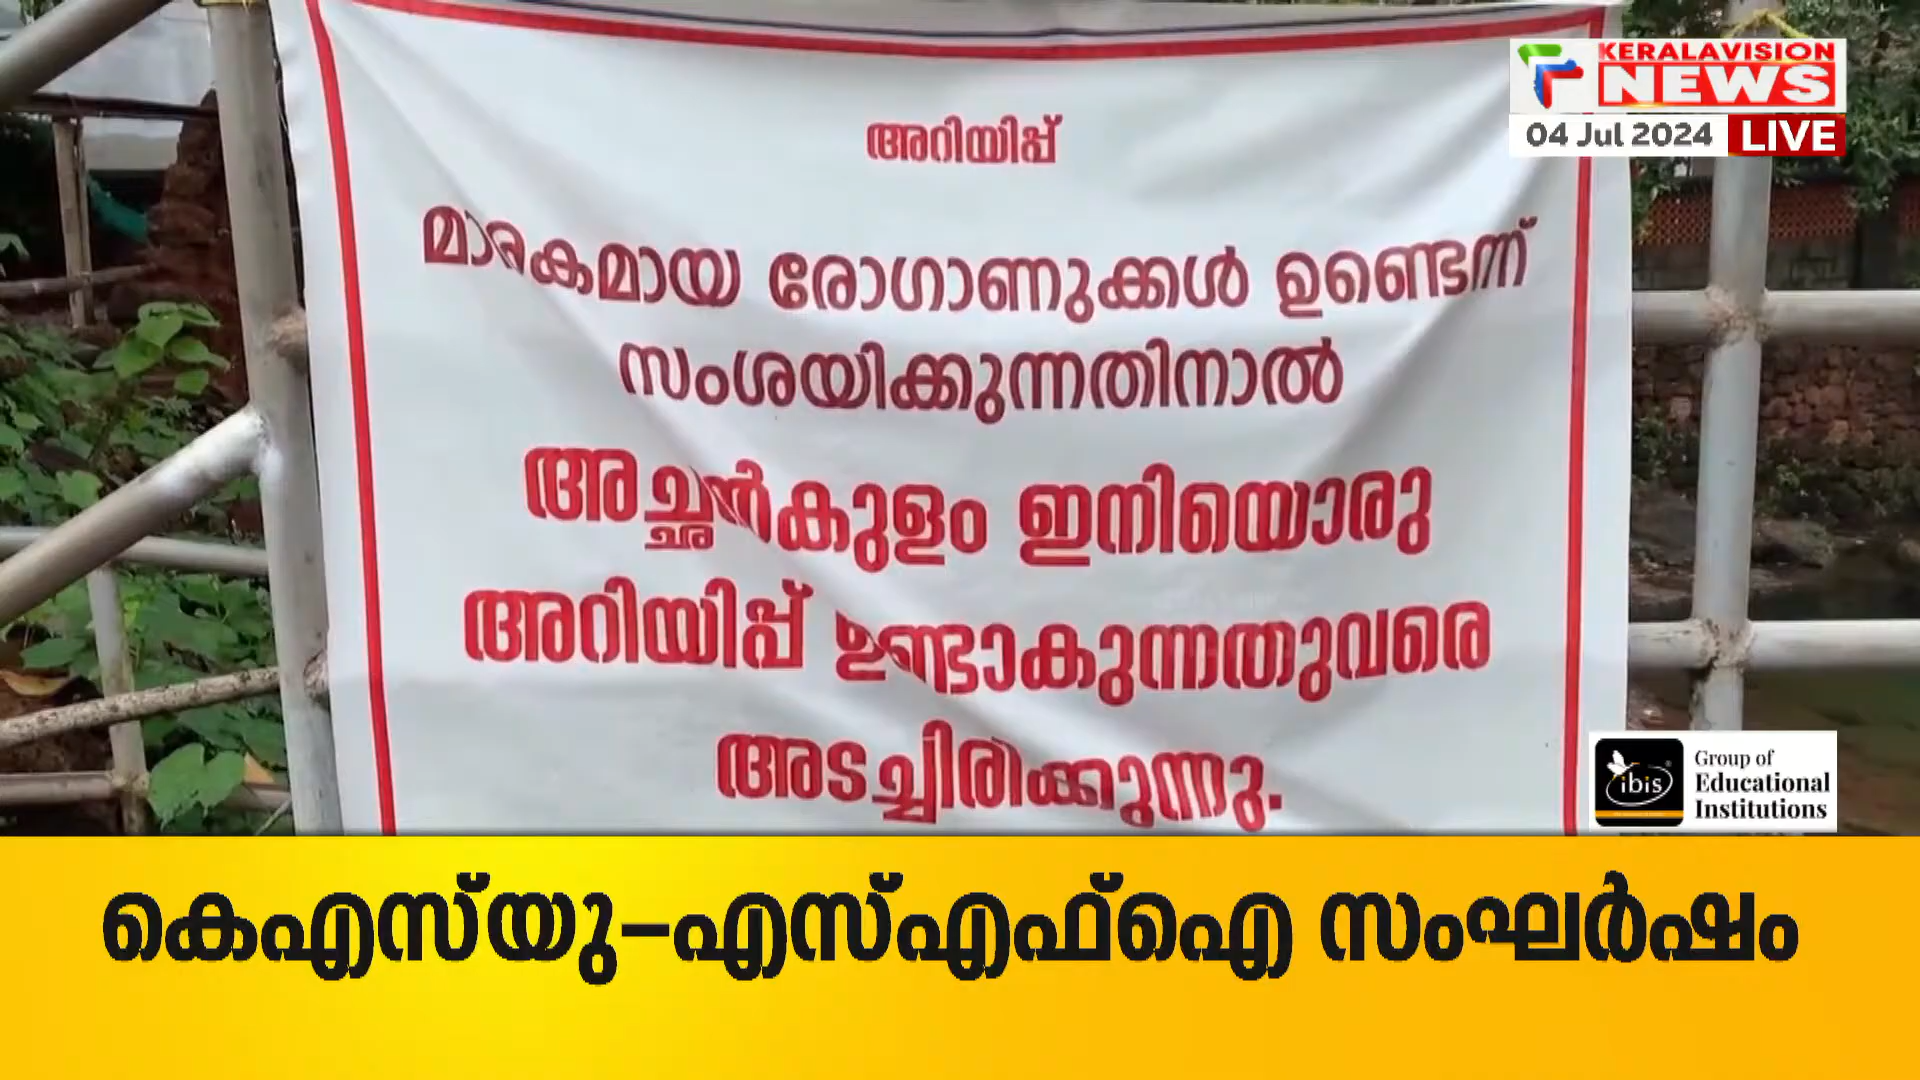 KERALAVISION
NEWS
04 Jul 2024 LIVE
അറിയിപ്പ്
മാരകമായ രോഗാണുക്കൾ ഉണ്ടെന്ന്
സംശയിക്കുന്നതിനാൽ
അച്ഛൻകുളം ഇനിയൊരു
അറിയിപ്പ് ഉണ്ടാകുന്നതുവരെ
അടച്ചിരിക്കുന്നു.
ibis
Group of
Educational
Institutions
കെഎസ്‌യു-എസ്എഫ്ഐ സംഘർഷം